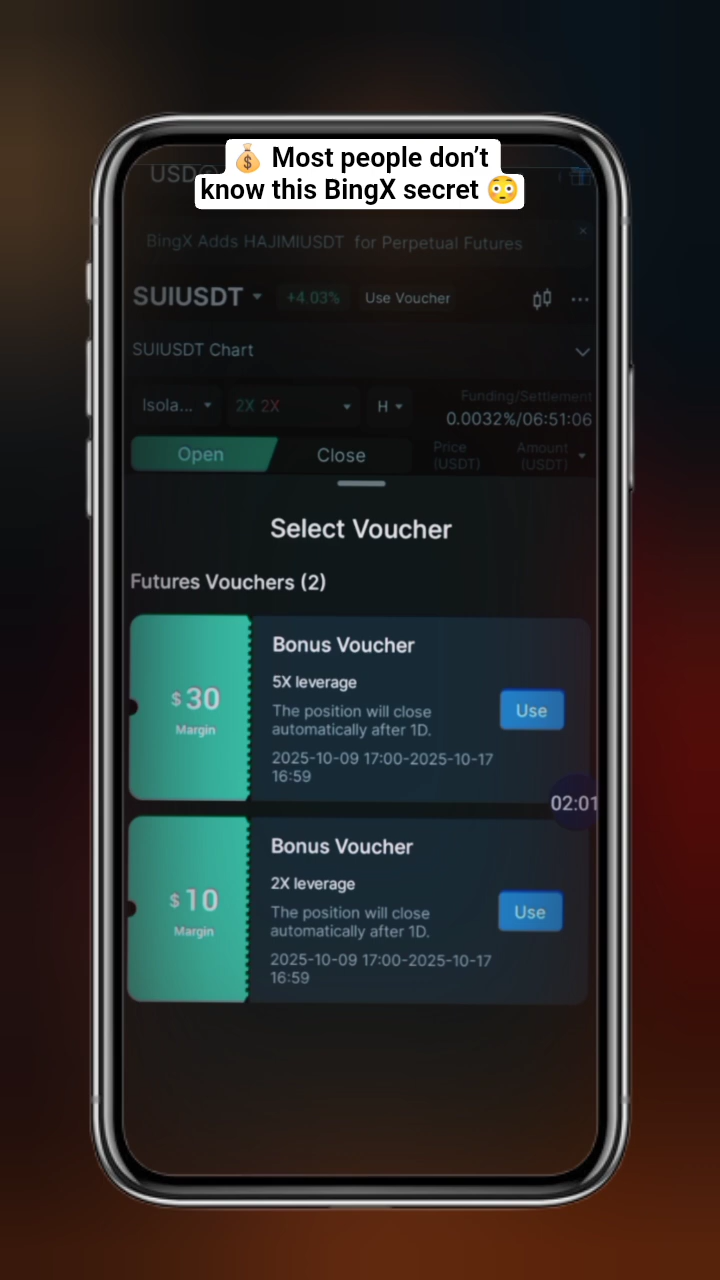 💰 Most people don’t
know this BingX secret 😳
USD
BingX Adds HAJIMIUSDT for Perpetual Futures
SUIUSDT
+4.03%
Use Voucher
SUIUSDT Chart
Isola...
2X 2X
H
Funding/Settlement
0.0032%/06:51:06
Open
Close
Price
(USDT)
Amount
(USDT)
Select Voucher
Futures Vouchers (2)
$30
Margin
Bonus Voucher
5X leverage
The position will close
automatically after 1D.
2025-10-09 17:00-2025-10-17
16:59
Use
02:01
$10
Margin
Bonus Voucher
2X leverage
The position will close
automatically after 1D.
2025-10-09 17:00-2025-10-17
16:59
Use